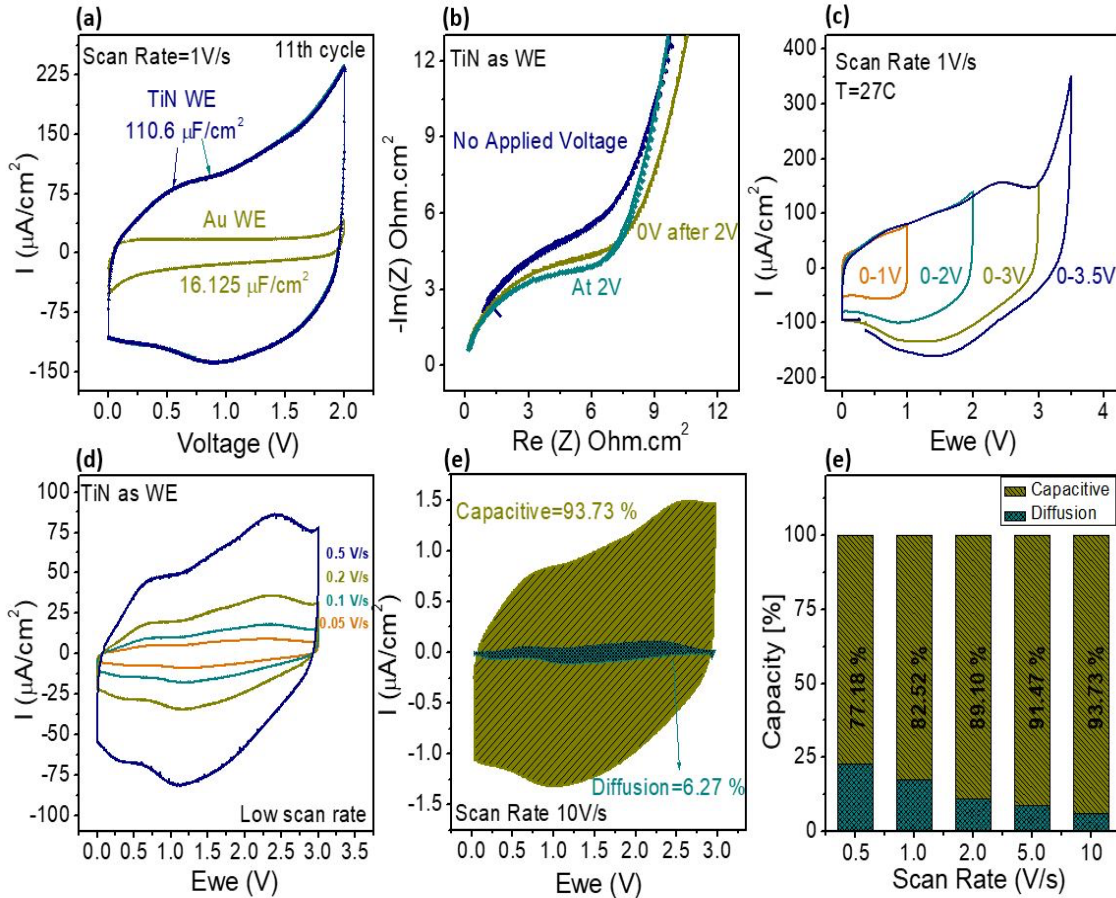 (a)
Scan Rate=1V/s
11th cycle
TiN WE
110.6 μF/cm²
Au WE
16.125 μF/cm²
I (μA/cm²)
225
150
75
0
-75
-150
0.0 0.5 1.0 1.5 2.0
Voltage (V)
(b)
TiN as WE
No Applied Voltage
0V after 2V
At 2V
-Im(Z) Ohm.cm²
-12
9
6
3
0
0 3 6 9 12
Re (Z) Ohm.cm²
(c)
Scan Rate 1V/s
T=27C
0-1V
0-2V
0-3V
0-3.5V
I (μA/cm²)
400
300
200
100
0
-100
-200
0 1 2 3 4
Ewe (V)
(d)
TiN as WE
0.5 V/s
0.2 V/s
0.1 V/s
0.05 V/s
Low scan rate
I (μA/cm²)
100
75
50
25
0
-25
-50
-75
-100
0.0 0.5 1.0 1.5 2.0 2.5 3.0
Ewe (V)
(e)
Capacitive=93.73 %
Diffusion=6.27 %
Scan Rate 10V/s
I (μA/cm²)
1.5
1.0
0.5
0.0
-0.5
-1.0
-1.5
0.0 0.5 1.0 1.5 2.0 2.5 3.0
Ewe (V)
(e)
Capacitive
Diffusion
Capacity [%]
100
75
50
25
0
77.18 %
82.52 %
89.10 %
91.47 %
93.73 %
0.5 1.0 2.0 5.0 10
Scan Rate (V/s)